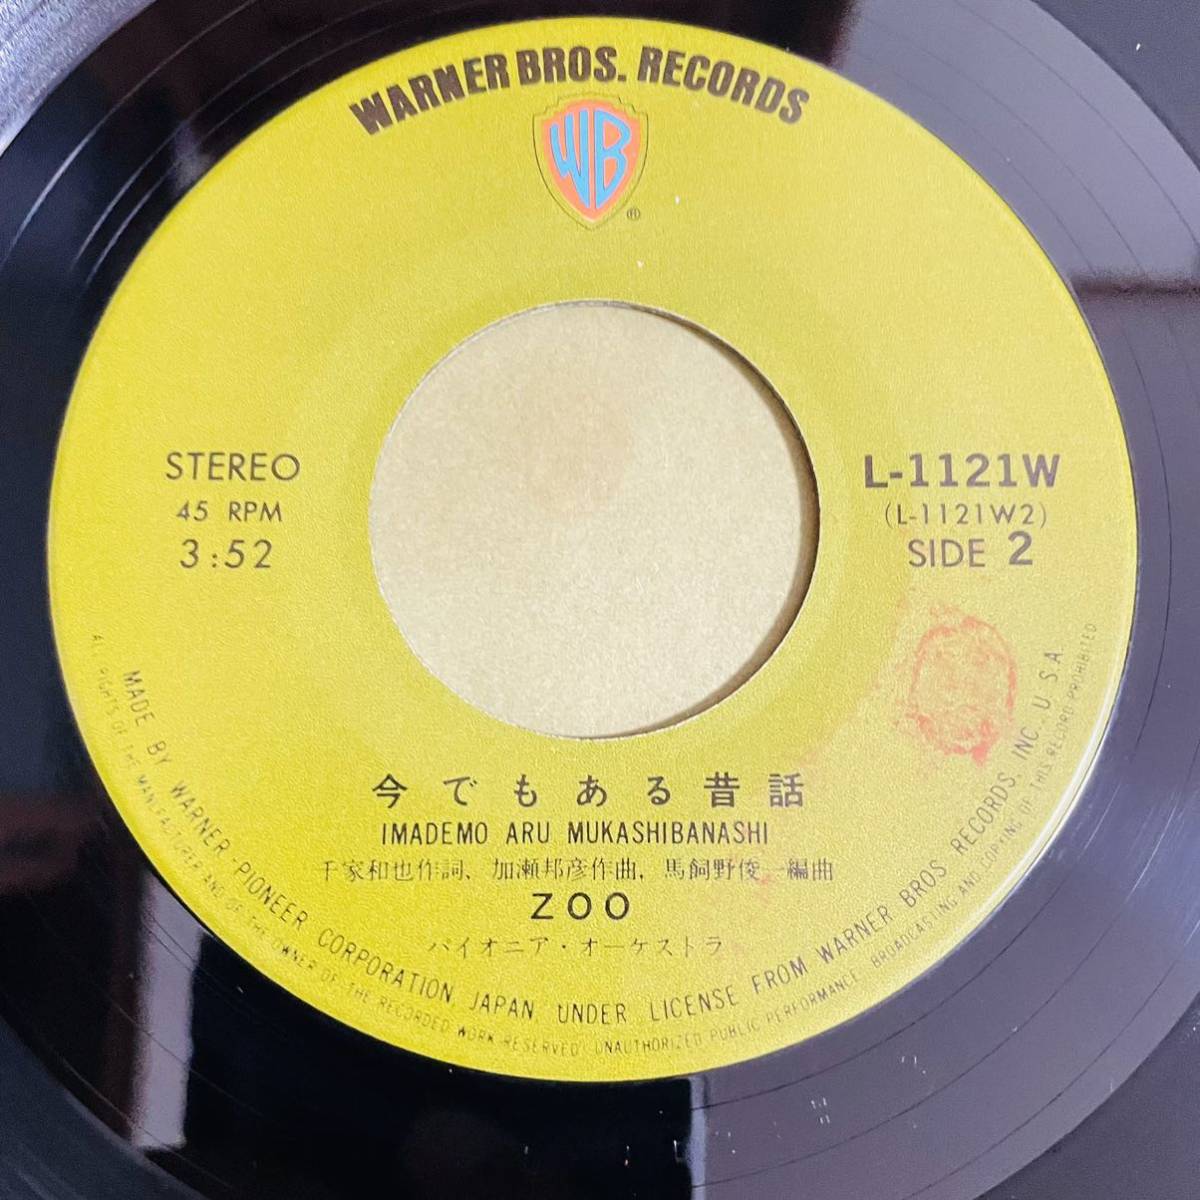 WARNER BROS. RECORDS
WB
®
STEREO
45 RPM
3:52
L-1121W
(L-1121W2)
SIDE 2
今でもある昔話
IMADEMO ARU MUKASHIBANASHI
千家和也作詞、加瀬邦彦作曲、馬飼野俊一編曲
ZOO
パイオニア・オーケストラ
MADE BY WARNER-PIONEER CORPORATION, JAPAN, UNDER LICENSE FROM WARNER BROS. RECORDS, INC., U.S.A.
ALL RIGHTS OF THE MANUFACTURER AND OF THE OWNER OF THE RECORDED WORK RESERVED UNAUTHORIZED PUBLIC PERFORMANCE BROADCASTING AND COPYING OF THIS RECORD PROHIBITED